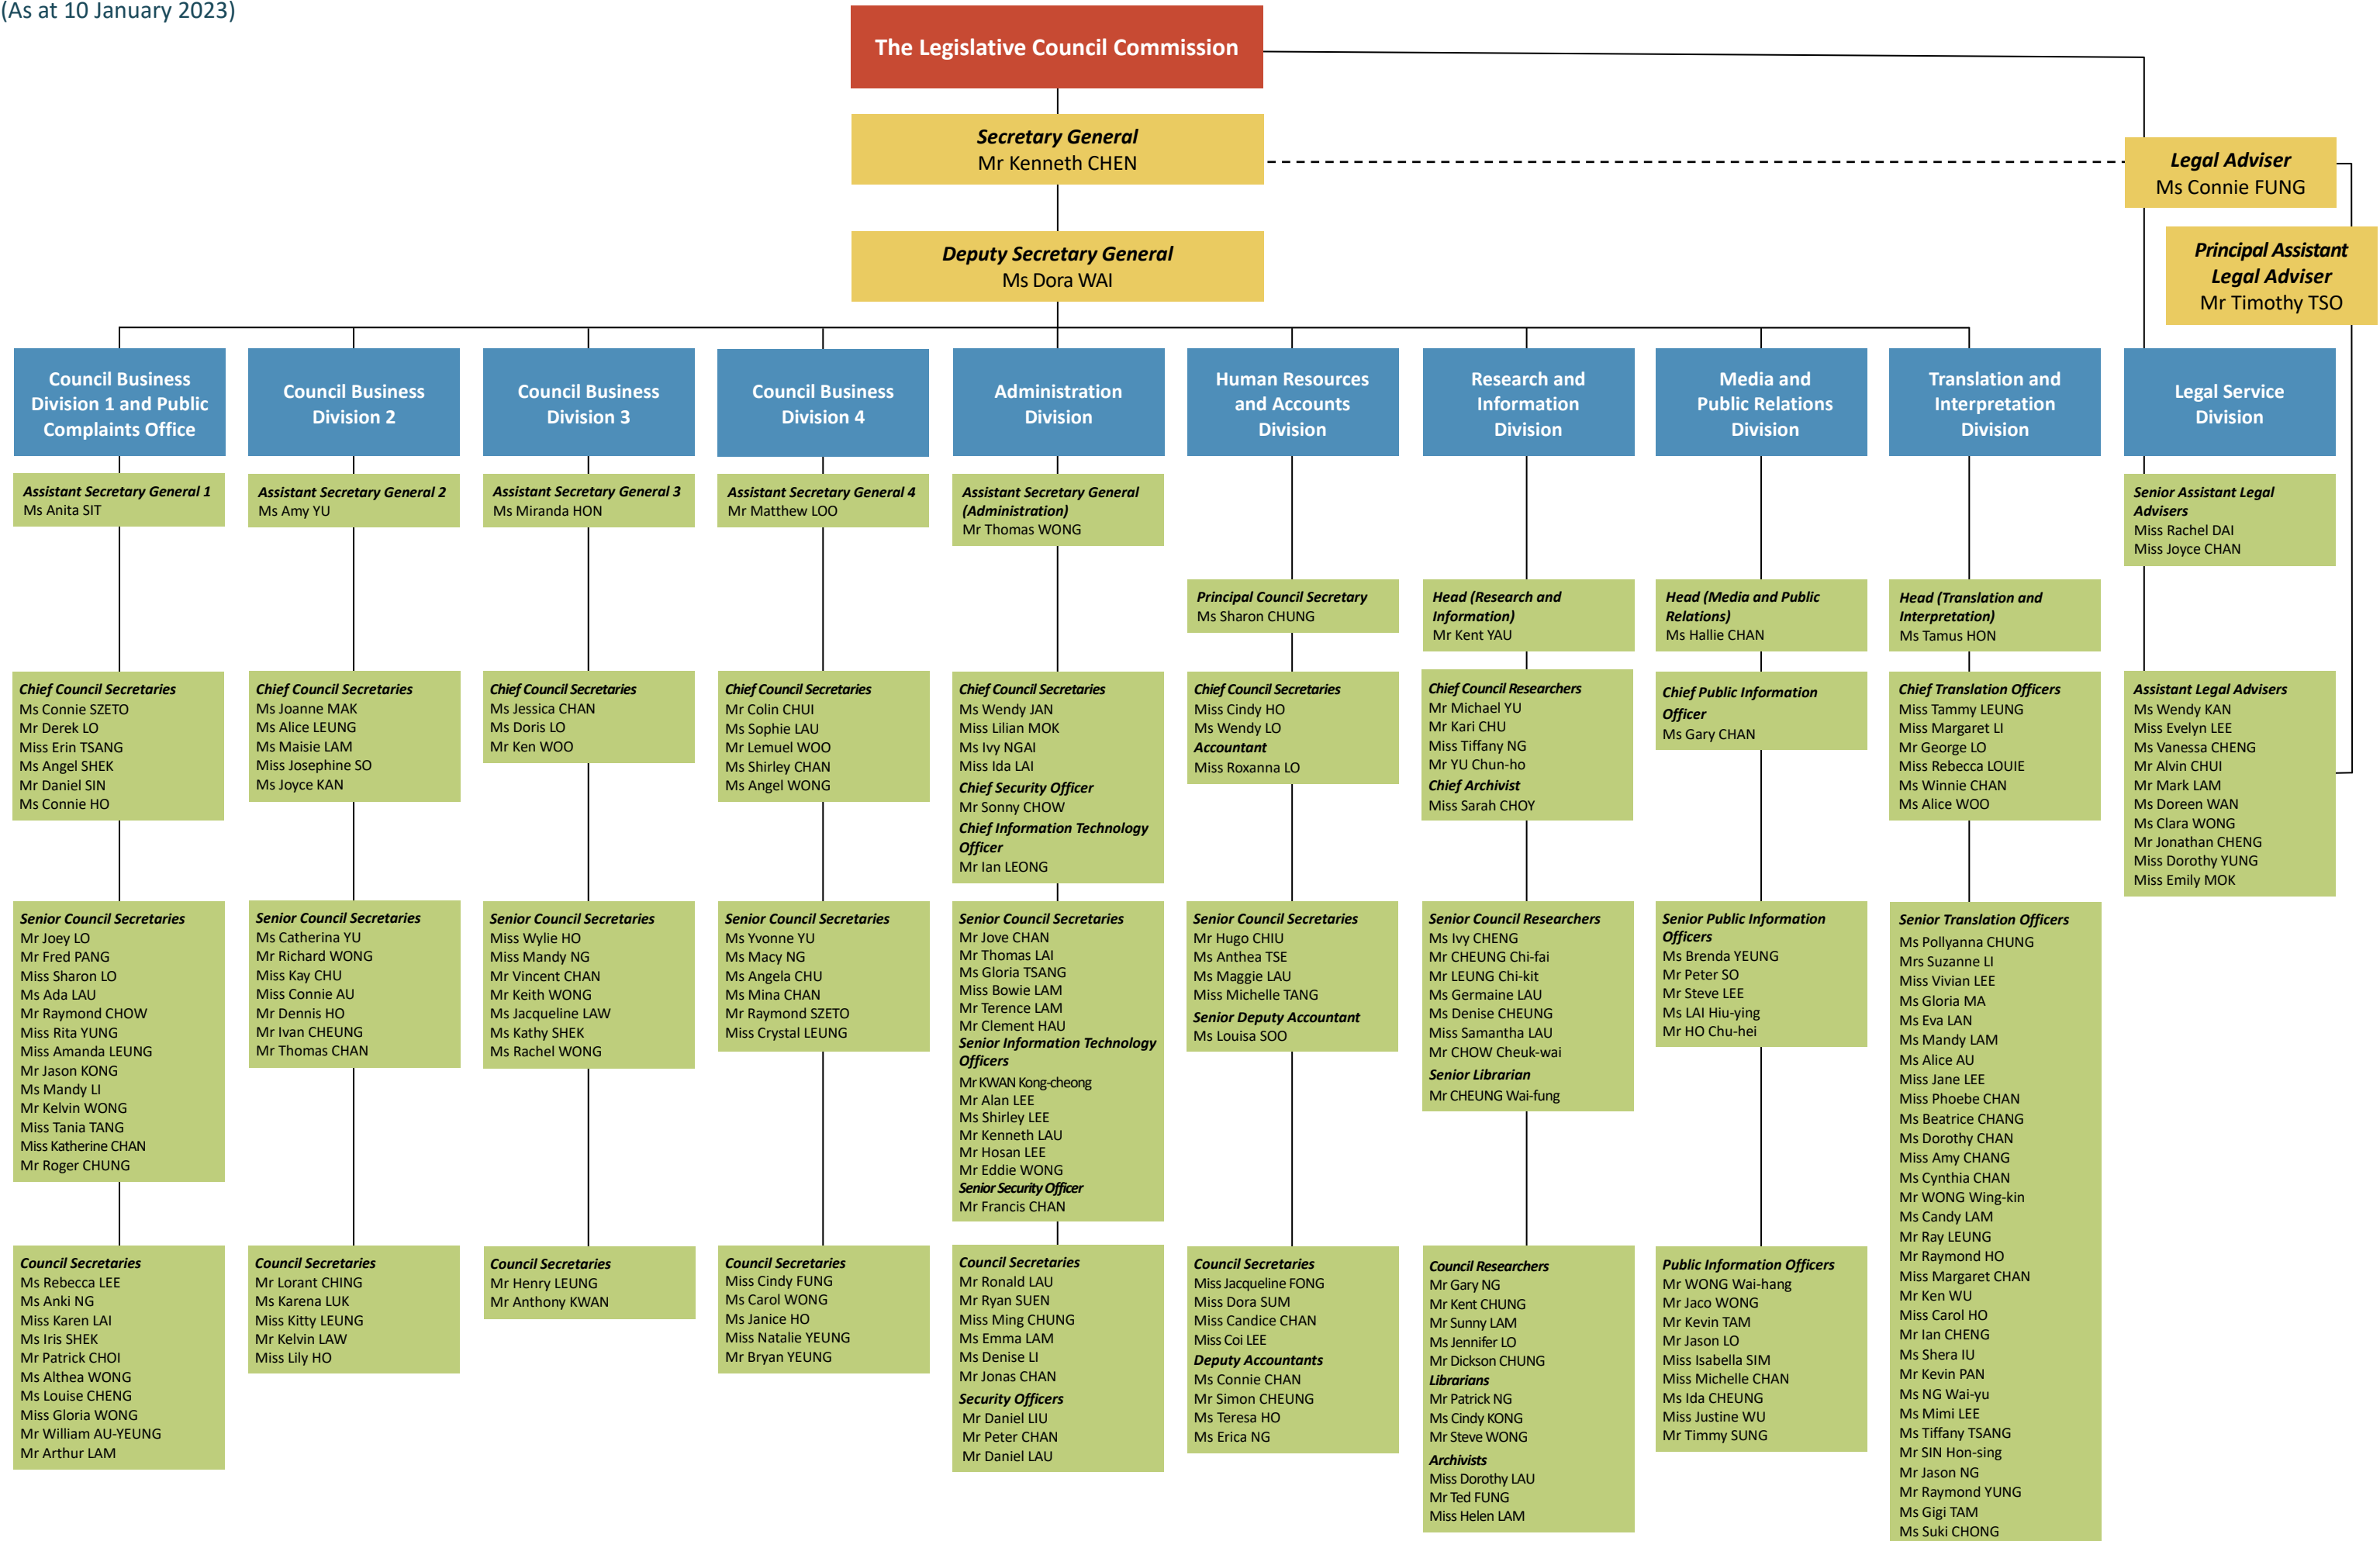 (As at 10 January 2023)
The Legislative Council Commission
Secretary General
Mr Kenneth CHEN
Legal Adviser
Ms Connie FUNG
Deputy Secretary General
Ms Dora WAI
Principal Assistant
Legal Adviser
Mr Timothy TSO
Council Business
Division 1 and Public
Complaints Office
Council Business
Division 2
Council Business
Division 3
Council Business
Division 4
Administration
Division
Human Resources
and Accounts
Division
Research and
Information
Division
Media and
Public Relations
Division
Translation and
Interpretation
Division
Legal Service
Division
Assistant Secretary General 1
Ms Anita SIT
Assistant Secretary General 2
Ms Amy YU
Assistant Secretary General 3
Ms Miranda HON
Assistant Secretary General 4
Mr Matthew LOO
Assistant Secretary General
(Administration)
Mr Thomas WONG
Senior Assistant Legal
Advisers
Miss Rachel DAI
Miss Joyce CHAN
Principal Council Secretary
Ms Sharon CHUNG
Head (Research and
Information)
Mr Kent YAU
Head (Media and Public
Relations)
Ms Hallie CHAN
Head (Translation and
Interpretation)
Ms Tamus HON
Chief Council Secretaries
Ms Connie SZETO
Mr Derek LO
Miss Erin TSANG
Ms Angel SHEK
Mr Daniel SIN
Ms Connie HO
Chief Council Secretaries
Ms Joanne MAK
Ms Alice LEUNG
Ms Maisie LAM
Miss Josephine SO
Ms Joyce KAN
Chief Council Secretaries
Ms Jessica CHAN
Ms Doris LO
Mr Ken WOO
Chief Council Secretaries
Mr Colin CHUI
Ms Sophie LAU
Mr Lemuel WOO
Ms Shirley CHAN
Ms Angel WONG
Chief Council Secretaries
Ms Wendy JAN
Miss Lilian MOK
Ms Ivy NGAI
Miss Ida LAI
Chief Security Officer
Mr Sonny CHOW
Chief Information Technology
Officer
Mr Ian LEONG
Chief Council Secretaries
Miss Cindy HO
Ms Wendy LO
Accountant
Miss Roxanna LO
Chief Council Researchers
Mr Michael YU
Mr Kari CHU
Miss Tiffany NG
Mr YU Chun-ho
Chief Archivist
Miss Sarah CHOY
Chief Public Information
Officer
Ms Gary CHAN
Chief Translation Officers
Miss Tammy LEUNG
Miss Margaret LI
Mr George LO
Miss Rebecca LOUIE
Ms Winnie CHAN
Ms Alice WOO
Assistant Legal Advisers
Ms Wendy KAN
Miss Evelyn LEE
Ms Vanessa CHENG
Mr Alvin CHUI
Mr Mark LAM
Ms Doreen WAN
Ms Clara WONG
Mr Jonathan CHENG
Miss Dorothy YUNG
Miss Emily MOK
Senior Council Secretaries
Mr Joey LO
Mr Fred PANG
Miss Sharon LO
Ms Ada LAU
Mr Raymond CHOW
Miss Rita YUNG
Miss Amanda LEUNG
Mr Jason KONG
Ms Mandy LI
Mr Kelvin WONG
Miss Tania TANG
Miss Katherine CHAN
Mr Roger CHUNG
Senior Council Secretaries
Ms Catherina YU
Mr Richard WONG
Miss Kay CHU
Miss Connie AU
Mr Dennis HO
Mr Ivan CHEUNG
Mr Thomas CHAN
Senior Council Secretaries
Miss Wylie HO
Miss Mandy NG
Mr Vincent CHAN
Mr Keith WONG
Ms Jacqueline LAW
Ms Kathy SHEK
Ms Rachel WONG
Senior Council Secretaries
Ms Yvonne YU
Ms Macy NG
Ms Angela CHU
Ms Mina CHAN
Mr Raymond SZETO
Miss Crystal LEUNG
Senior Council Secretaries
Mr Jove CHAN
Mr Thomas LAI
Ms Gloria TSANG
Miss Bowie LAM
Mr Terence LAM
Mr Clement HAU
Senior Information Technology
Officers
Mr KWAN Kong-cheong
Mr Alan LEE
Ms Shirley LEE
Mr Kenneth LAU
Mr Hosan LEE
Mr Eddie WONG
Senior Security Officer
Mr Francis CHAN
Senior Council Secretaries
Mr Hugo CHIU
Ms Anthea TSE
Ms Maggie LAU
Miss Michelle TANG
Senior Deputy Accountant
Ms Louisa SOO
Senior Council Researchers
Ms Ivy CHENG
Mr CHEUNG Chi-fai
Mr LEUNG Chi-kit
Ms Germaine LAU
Ms Denise CHEUNG
Miss Samantha LAU
Mr CHOW Cheuk-wai
Senior Librarian
Mr CHEUNG Wai-fung
Senior Public Information
Officers
Ms Brenda YEUNG
Mr Peter SO
Mr Steve LEE
Ms LAI Hiu-ying
Mr HO Chu-hei
Senior Translation Officers
Ms Pollyanna CHUNG
Mrs Suzanne LI
Miss Vivian LEE
Ms Gloria MA
Ms Eva LAN
Ms Mandy LAM
Ms Alice AU
Miss Jane LEE
Miss Phoebe CHAN
Ms Beatrice CHANG
Ms Dorothy CHAN
Miss Amy CHANG
Ms Cynthia CHAN
Mr WONG Wing-kin
Ms Candy LAM
Mr Ray LEUNG
Mr Raymond HO
Miss Margaret CHAN
Mr Ken WU
Miss Carol HO
Mr Ian CHENG
Ms Shera IU
Mr Kevin PAN
Ms NG Wai-yu
Ms Mimi LEE
Ms Tiffany TSANG
Mr SIN Hon-sing
Mr Jason NG
Mr Raymond YUNG
Ms Gigi TAM
Ms Suki CHONG
Council Secretaries
Ms Rebecca LEE
Ms Anki NG
Miss Karen LAI
Ms Iris SHEK
Mr Patrick CHOI
Ms Althea WONG
Ms Louise CHENG
Miss Gloria WONG
Mr William AU-YEUNG
Mr Arthur LAM
Council Secretaries
Mr Lorant CHING
Ms Karena LUK
Miss Kitty LEUNG
Mr Kelvin LAW
Miss Lily HO
Council Secretaries
Mr Henry LEUNG
Mr Anthony KWAN
Council Secretaries
Miss Cindy FUNG
Ms Carol WONG
Ms Janice HO
Miss Natalie YEUNG
Mr Bryan YEUNG
Council Secretaries
Mr Ronald LAU
Mr Ryan SUEN
Miss Ming CHUNG
Ms Emma LAM
Ms Denise LI
Mr Jonas CHAN
Security Officers
Mr Daniel LIU
Mr Peter CHAN
Mr Daniel LAU
Council Secretaries
Miss Jacqueline FONG
Miss Dora SUM
Miss Candice CHAN
Miss Coi LEE
Deputy Accountants
Ms Connie CHAN
Mr Simon CHEUNG
Ms Teresa HO
Ms Erica NG
Council Researchers
Mr Gary NG
Mr Kent CHUNG
Mr Sunny LAM
Ms Jennifer LO
Mr Dickson CHUNG
Librarians
Mr Patrick NG
Ms Cindy KONG
Mr Steve WONG
Archivists
Miss Dorothy LAU
Mr Ted FUNG
Miss Helen LAM
Public Information Officers
Mr WONG Wai-hang
Mr Jaco WONG
Mr Kevin TAM
Mr Jason LO
Miss Isabella SIM
Miss Michelle CHAN
Ms Ida CHEUNG
Miss Justine WU
Mr Timmy SUNG